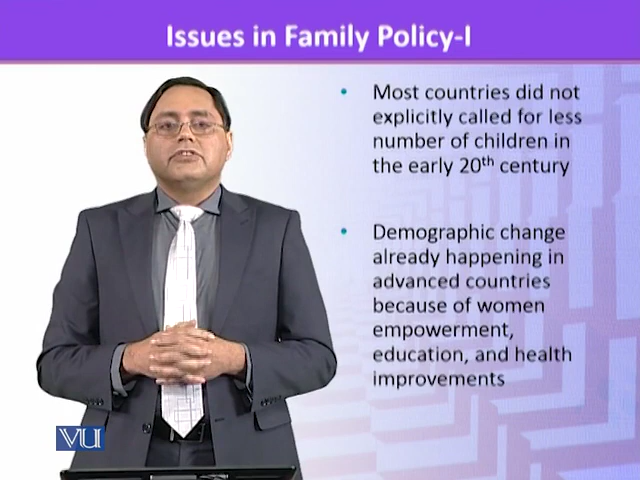 Issues in Family Policy-I
• Most countries did not
explicitly called for less
number of children in
the early 20th century
• Demographic change
already happening in
advanced countries
because of women
empowerment,
education, and health
improvements
VU